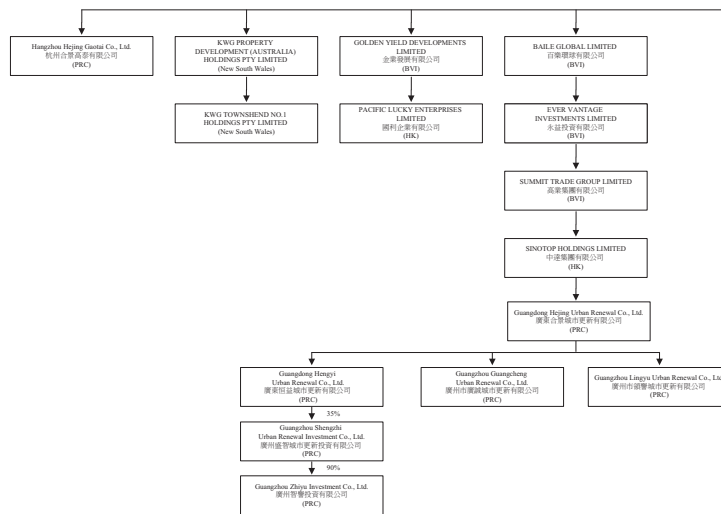 Hangzhou Hejing Gaotai Co., Ltd.
杭州合景高泰有限公司
(PRC)
KWG PROPERTY
DEVELOPMENT (AUSTRALIA)
HOLDINGS PTY LIMITED
(New South Wales)
GOLDEN YIELD DEVELOPMENTS
LIMITED
金業發展有限公司
(BVI)
BAILE GLOBAL LIMITED
百樂環球有限公司
(BVI)
KWG TOWNSHEND NO.1
HOLDINGS PTY LIMITED
(New South Wales)
PACIFIC LUCKY ENTERPRISES
LIMITED
國利企業有限公司
(HK)
EVER VANTAGE
INVESTMENTS LIMITED
永益投資有限公司
(BVI)
SUMMIT TRADE GROUP LIMITED
高業集團有限公司
(BVI)
SINOTOP HOLDINGS LIMITED
中達集團有限公司
(HK)
Guangdong Hejing Urban Renewal Co., Ltd.
廣東合景城市更新有限公司
(PRC)
Guangdong Hengyi
Urban Renewal Co., Ltd.
廣東恒益城市更新有限公司
(PRC)
Guangzhou Guangcheng
Urban Renewal Co., Ltd.
廣州市廣誠城市更新有限公司
(PRC)
Guangzhou Lingyu Urban Renewal Co., Ltd
廣州市領譽城市更新有限公司
(PRC)
35%
Guangzhou Shengzhi
Urban Renewal Investment Co., Ltd.
廣州盛智城市更新投資有限公司
(PRC)
90%
Guangzhou Zhiyu Investment Co., Ltd.
廣州智譽投資有限公司
(PRC)